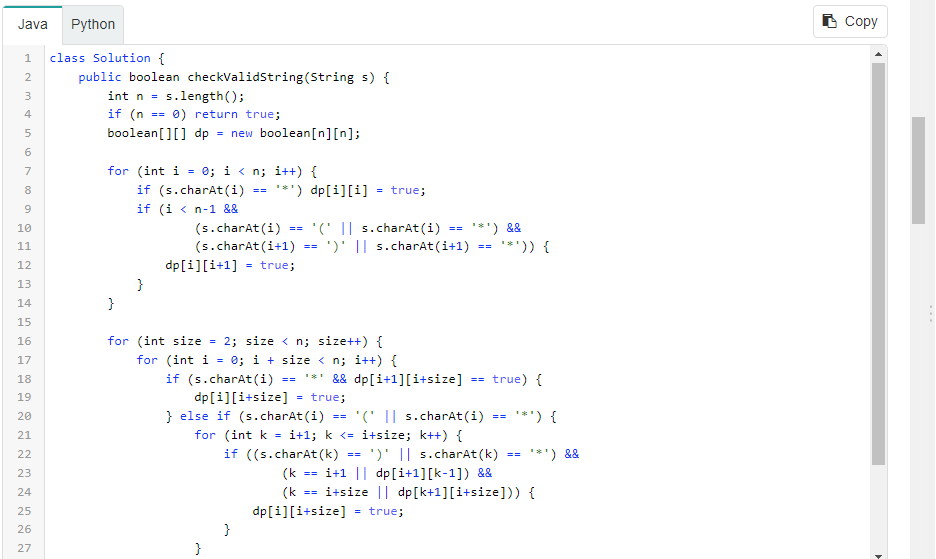 Java Python Copy
1 class Solution {
2 public boolean checkValidString(String s) {
3 int n = s.length();
4 if (n == 0) return true;
5 boolean[][] dp = new boolean[n][n];
6
7 for (int i = 0; i < n; i++) {
8 if (s.charAt(i) == '*') dp[i][i] = true;
9 if (i < n-1 &&
10 (s.charAt(i) == '(' || s.charAt(i) == '*') &&
11 (s.charAt(i+1) == ')' || s.charAt(i+1) == '*')) {
12 dp[i][i+1] = true;
13 }
14 }
15
16 for (int size = 2; size < n; size++) {
17 for (int i = 0; i + size < n; i++) {
18 if (s.charAt(i) == '*' && dp[i+1][i+size] == true) {
19 dp[i][i+size] = true;
20 } else if (s.charAt(i) == '(' || s.charAt(i) == '*') {
21 for (int k = i+1; k <= i+size; k++) {
22 if ((s.charAt(k) == ')' || s.charAt(k) == '*') &&
23 (k == i+1 || dp[i+1][k-1]) &&
24 (k == i+size || dp[k+1][i+size])) {
25 dp[i][i+size] = true;
26 }
27 }